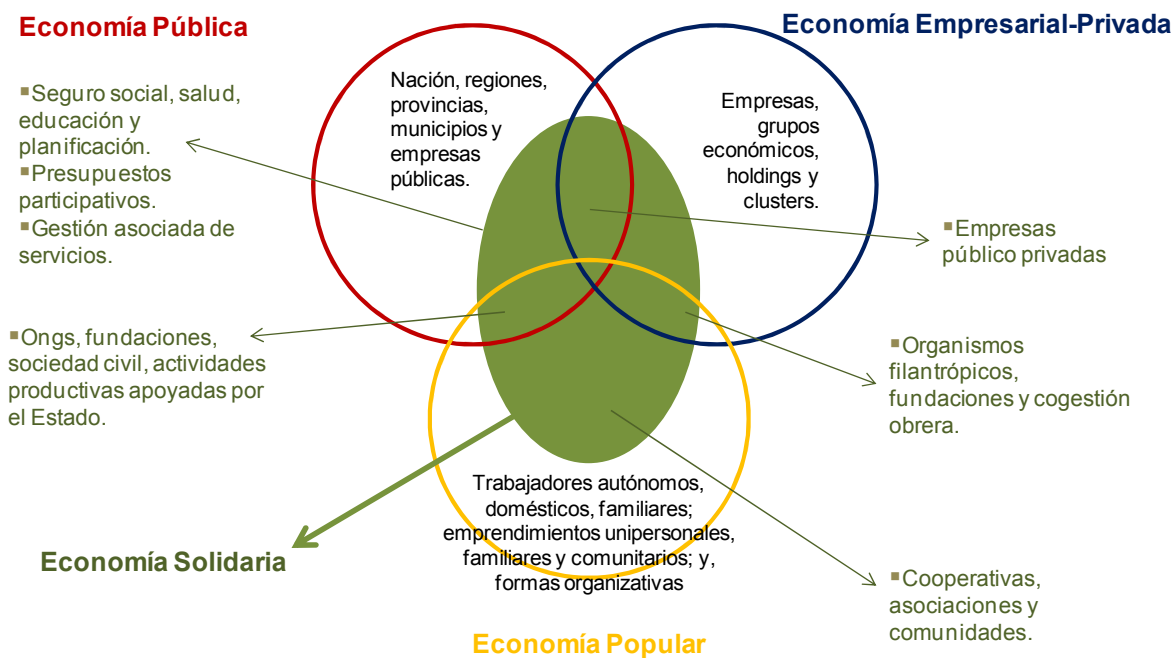 Economía Pública
Economía Empresarial-Privada
▪Seguro social, salud,
educación y
planificación.
▪Presupuestos
participativos.
▪Gestión asociada de
servicios.
Nación, regiones,
provincias,
municipios y
empresas
públicas.
Empresas,
grupos
económicos,
holdings y
clusters.
▪Empresas
público privadas
▪Ongs, fundaciones,
sociedad civil, actividades
productivas apoyadas por
el Estado.
▪Organismos
filantrópicos,
fundaciones y cogestión
obrera.
Trabajadores autónomos,
domésticos, familiares;
emprendimientos unipersonales,
familiares y comunitarios; y,
formas organizativas
Economía Solidaria
▪Cooperativas,
asociaciones y
comunidades.
Economía Popular